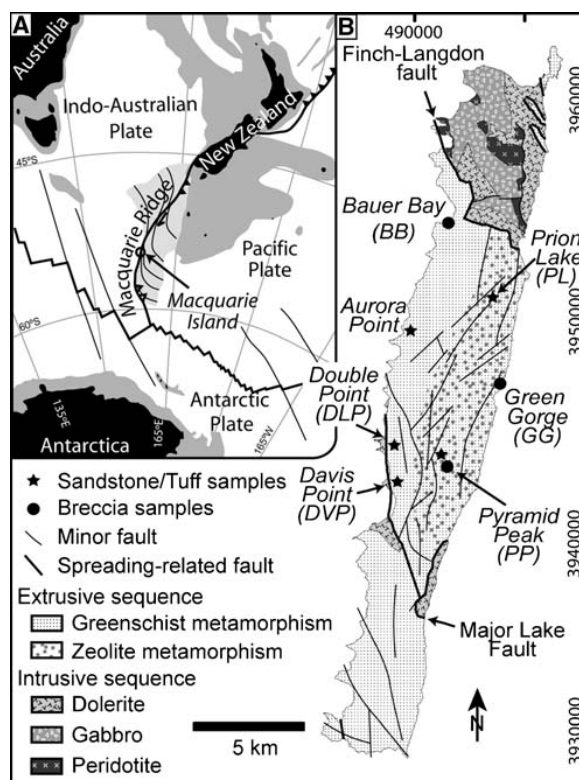 A
Australia
Indo-Australian
Plate
New Zealand
45°S
Macquarie Ridge
Pacific
Plate
Macquarie
Island
60°S
Antarctic
Plate
135°E
165°E
165°W
Antarctica
B
490000
Finch-Langdon
fault
3960000
Bauer Bay
(BB)
Prion
Lake
(PL)
Aurora
Point
3950000
Double
Point
(DLP)
Green
Gorge
(GG)
Davis
Point
(DVP)
Pyramid
Peak
(PP)
3940000
Major Lake
Fault
N
3930000
Sandstone/Tuff samples
Breccia samples
Minor fault
Spreading-related fault
Extrusive sequence
Greenschist metamorphism
Zeolite metamorphism
Intrusive sequence
Dolerite
Gabbro
Peridotite
5 km